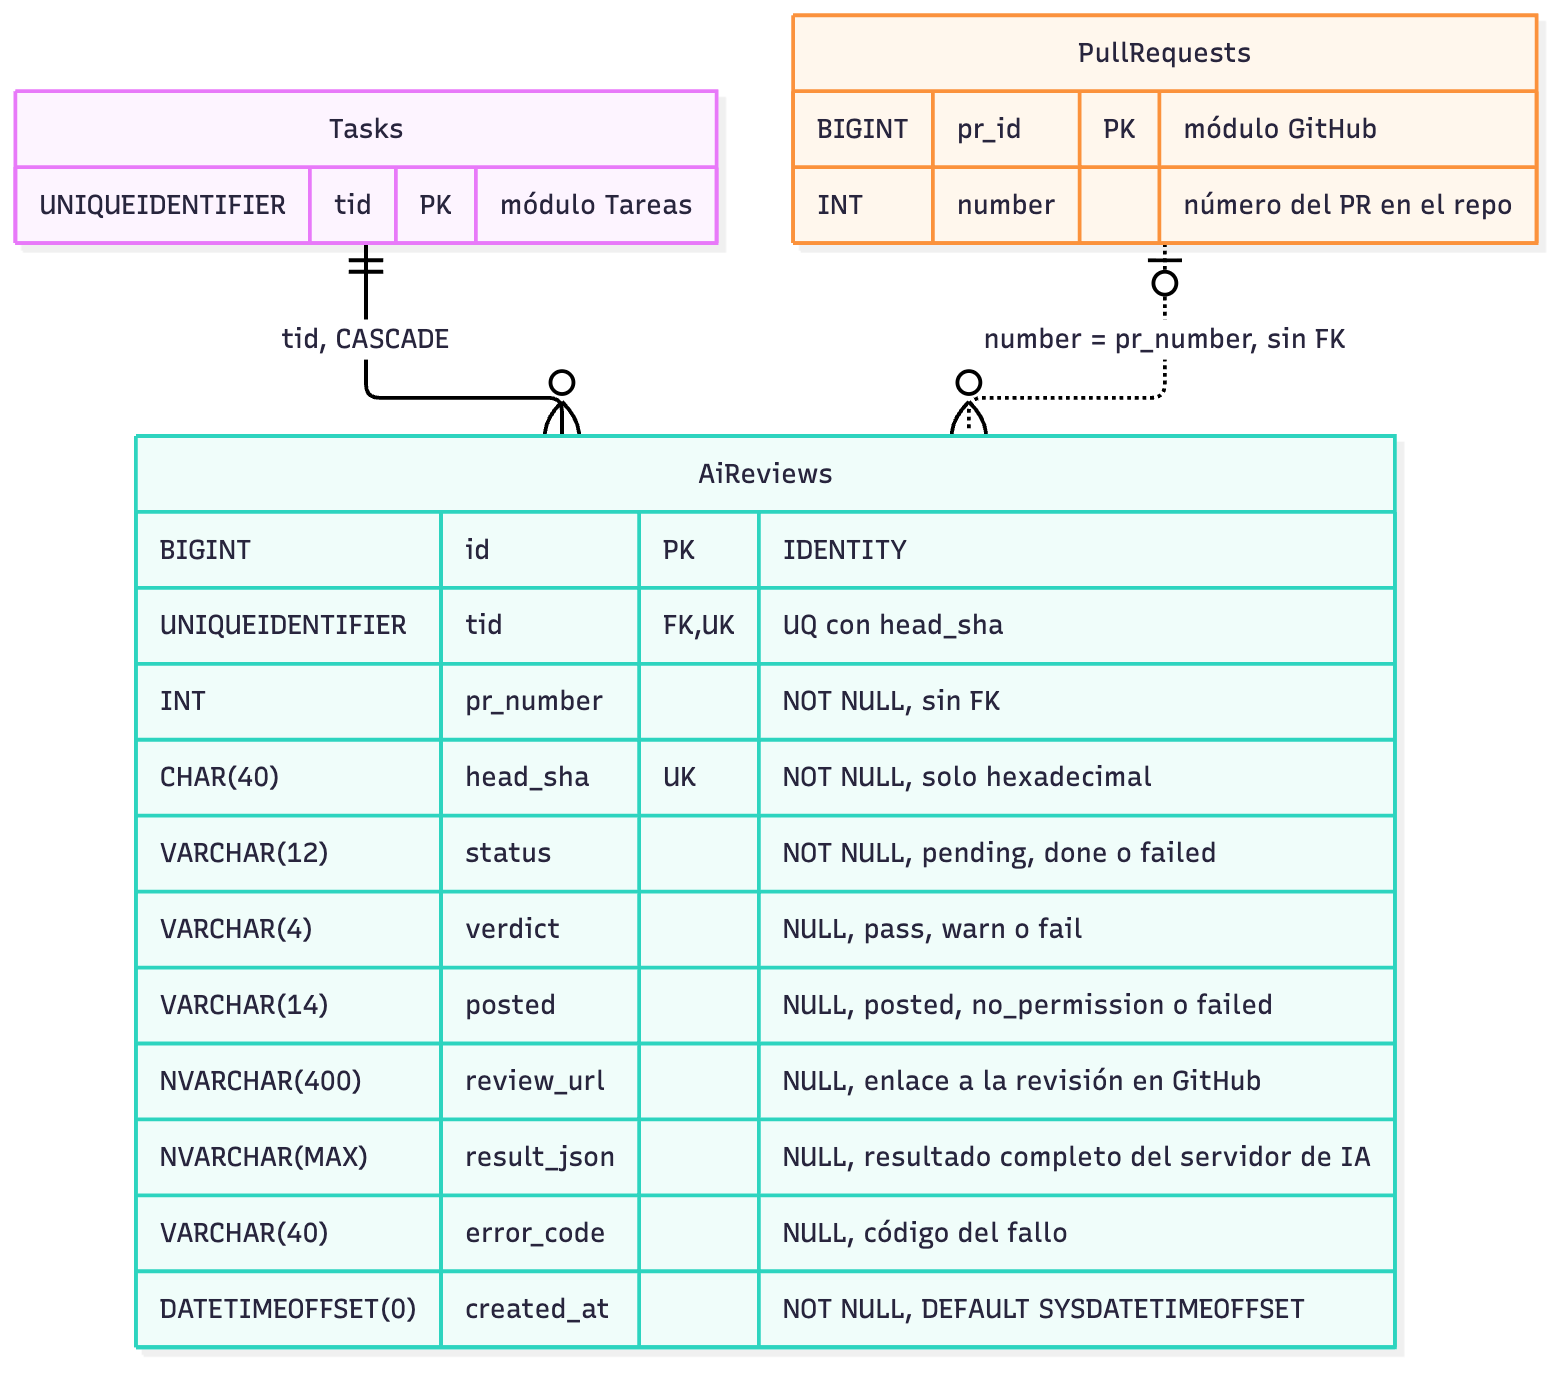 Tasks
UNIQUEIDENTIFIER tid PK módulo Tareas
PullRequests
BIGINT pr_id PK módulo GitHub
INT number número del PR en el repo
tid, CASCADE
number = pr_number, sin FK
AiReviews
BIGINT id PK IDENTITY
UNIQUEIDENTIFIER tid FK,UK UQ con head_sha
INT pr_number NOT NULL, sin FK
CHAR(40) head_sha UK NOT NULL, solo hexadecimal
VARCHAR(12) status NOT NULL, pending, done o failed
VARCHAR(4) verdict NULL, pass, warn o fail
VARCHAR(14) posted NULL, posted, no_permission o failed
NVARCHAR(400) review_url NULL, enlace a la revisión en GitHub
NVARCHAR(MAX) result_json NULL, resultado completo del servidor de IA
VARCHAR(40) error_code NULL, código del fallo
DATETIMEOFFSET(0) created_at NOT NULL, DEFAULT SYSDATETIMEOFFSET